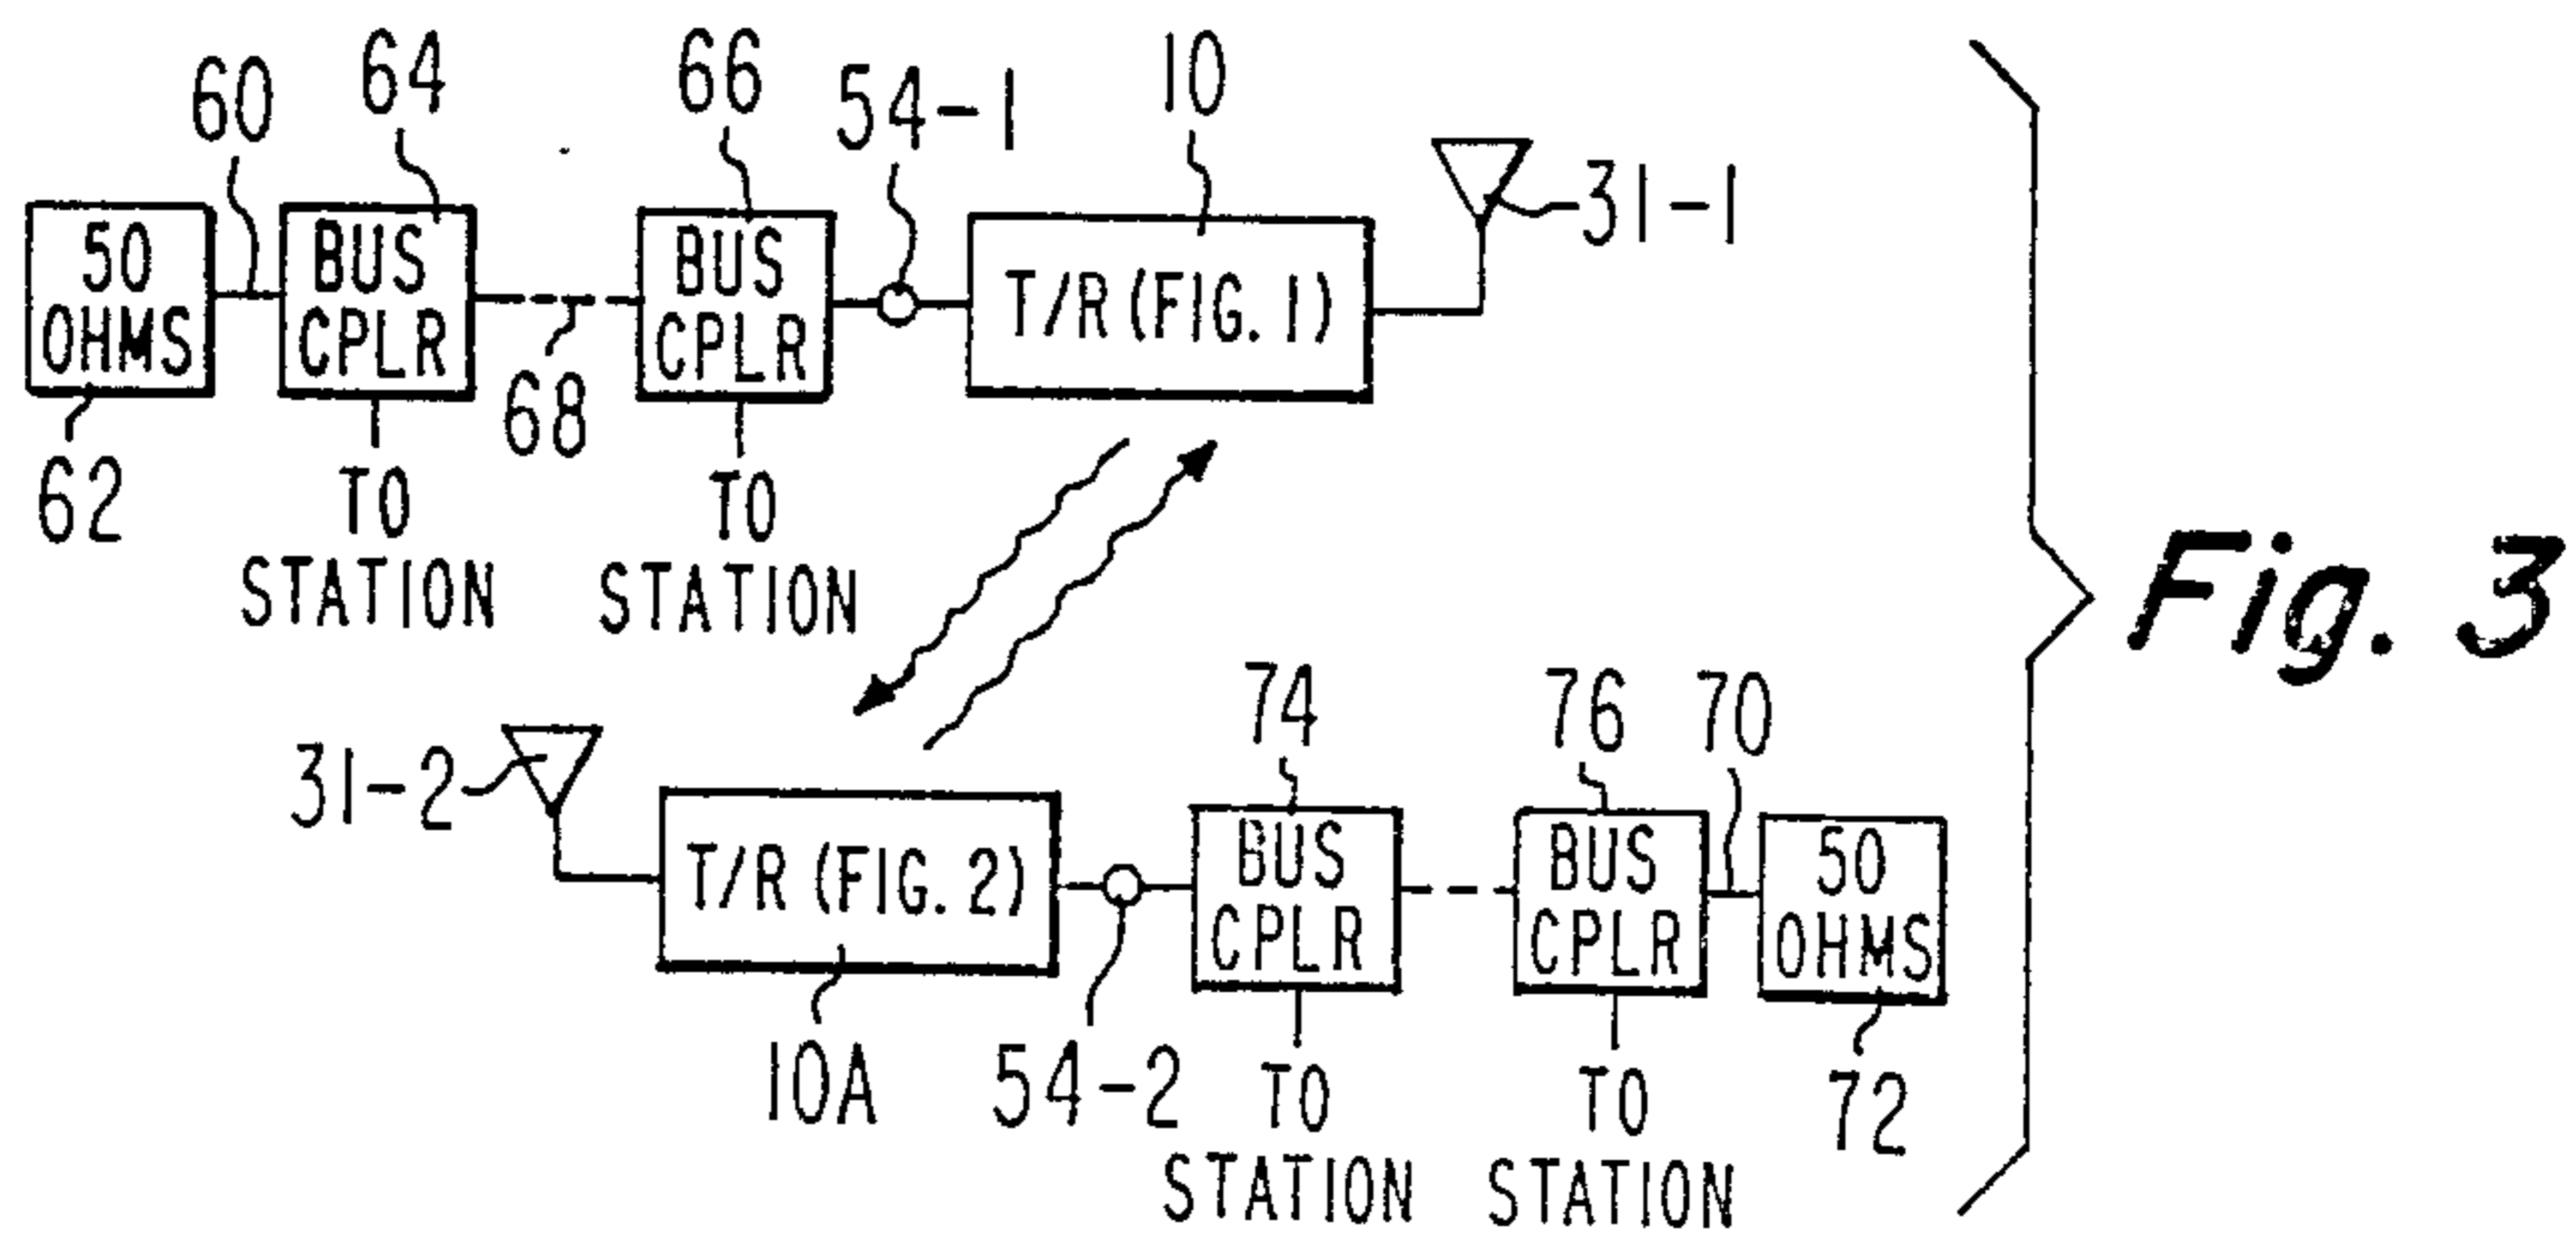 60
64
66
54-1
10
31-1
50
OHMS
BUS
CPLR
BUS
CPLR
T/R (FIG. 1)
62
68
TO
STATION
TO
STATION
Fig. 3
31-2
74
76
70
T/R (FIG. 2)
BUS
CPLR
BUS
CPLR
50
OHMS
10A
54-2
TO
STATION
TO
STATION
72